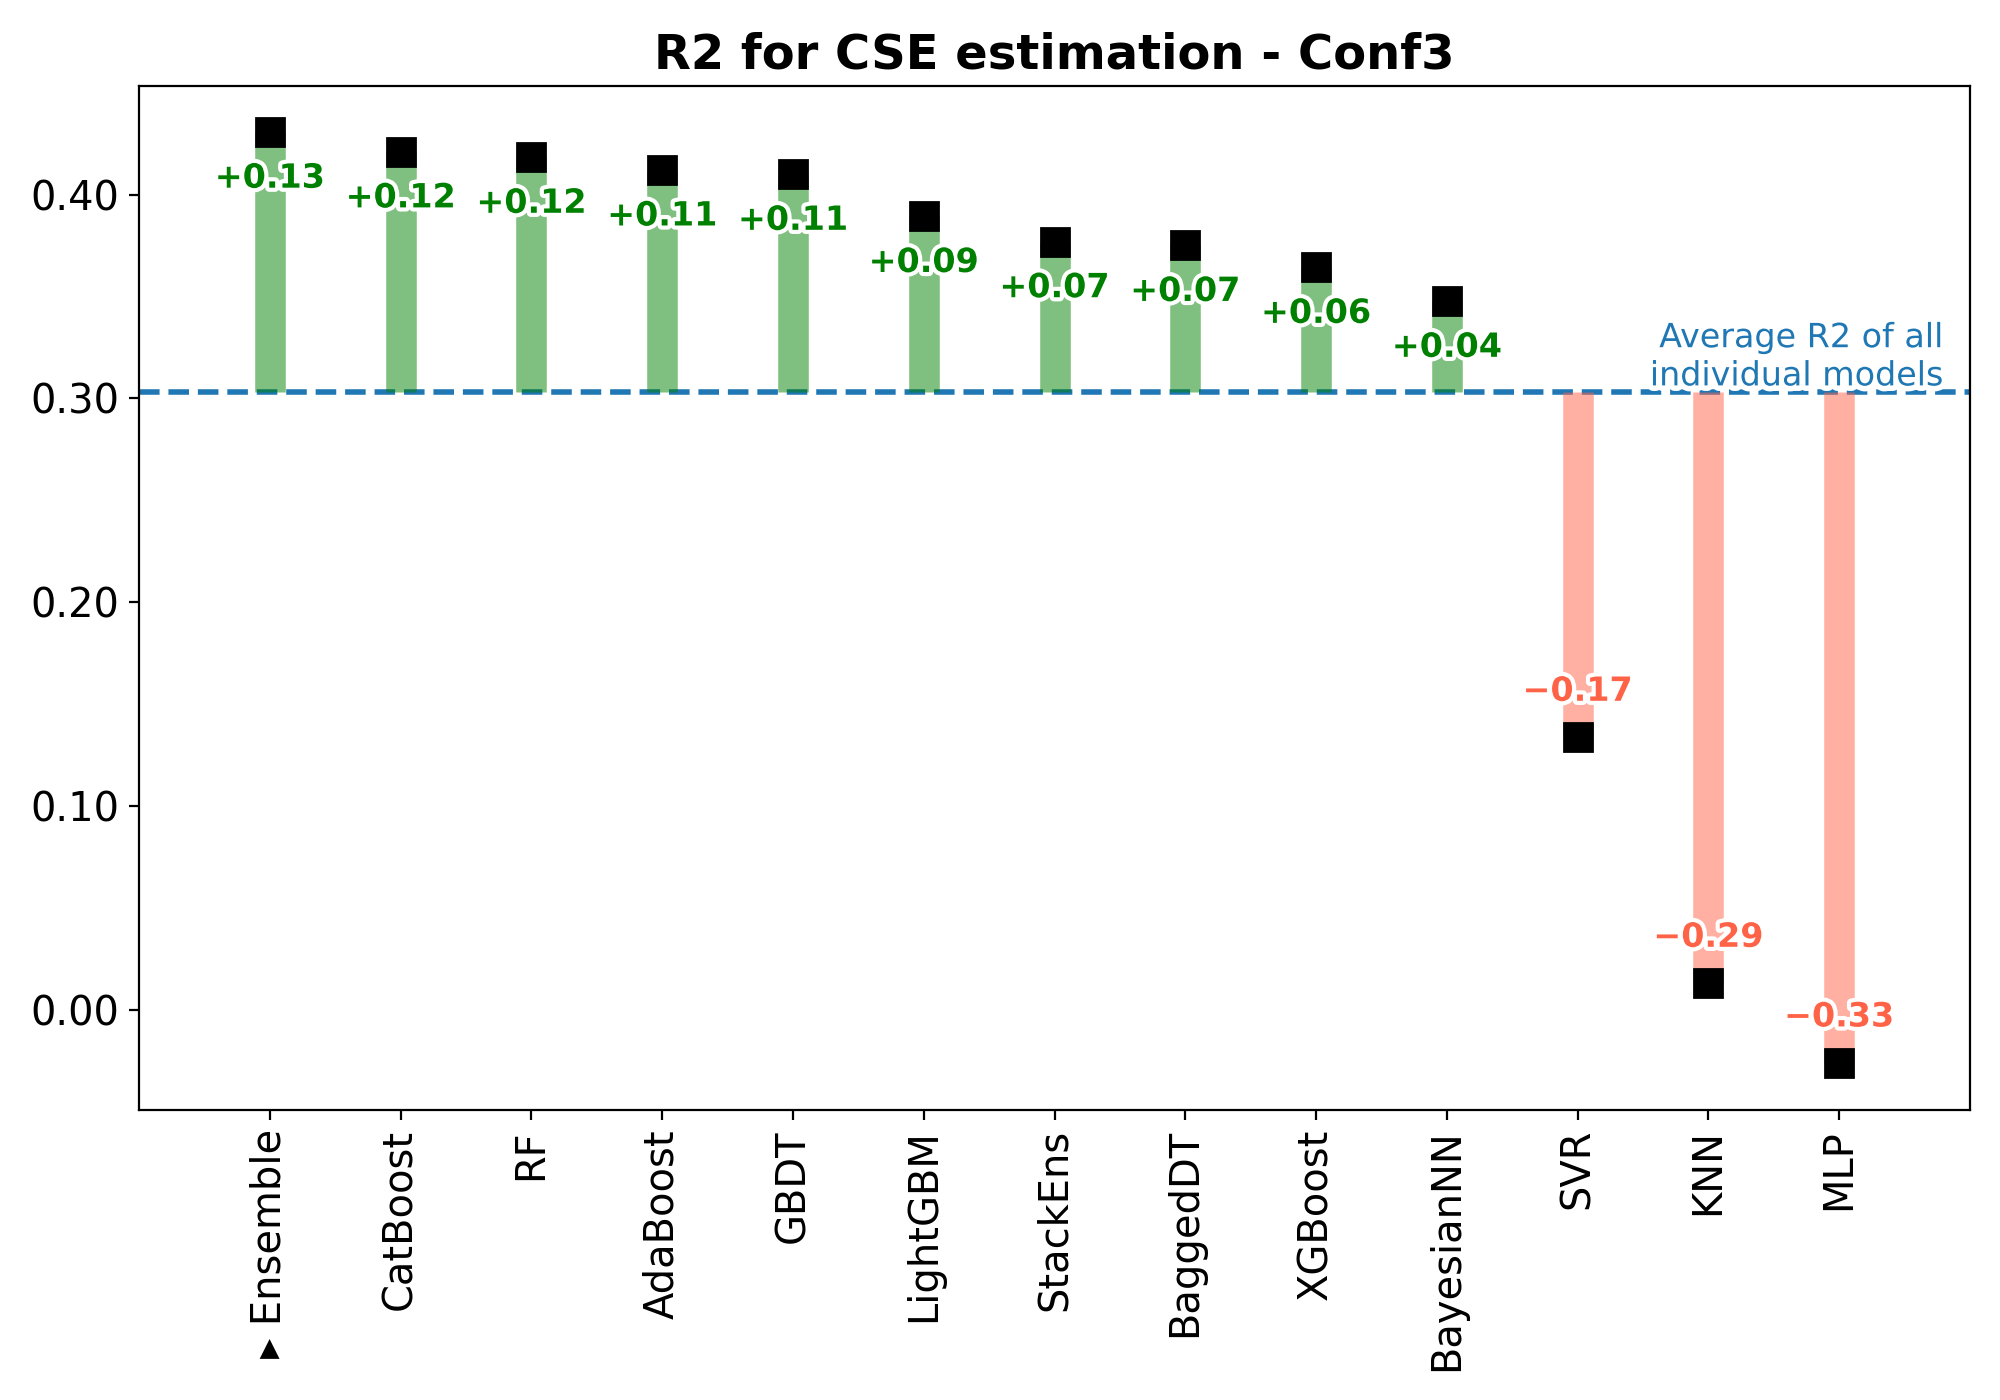 R2 for CSE estimation - Conf3
0.40
0.30
0.20
0.10
0.00
+0.13
+0.12
+0.12
+0.11
+0.11
+0.09
+0.07
+0.07
+0.06
+0.04
−0.17
−0.29
−0.33
Average R2 of all
individual models
► Ensemble
CatBoost
RF
AdaBoost
GBDT
LightGBM
StackEns
BaggedDT
XGBoost
BayesianNN
SVR
KNN
MLP